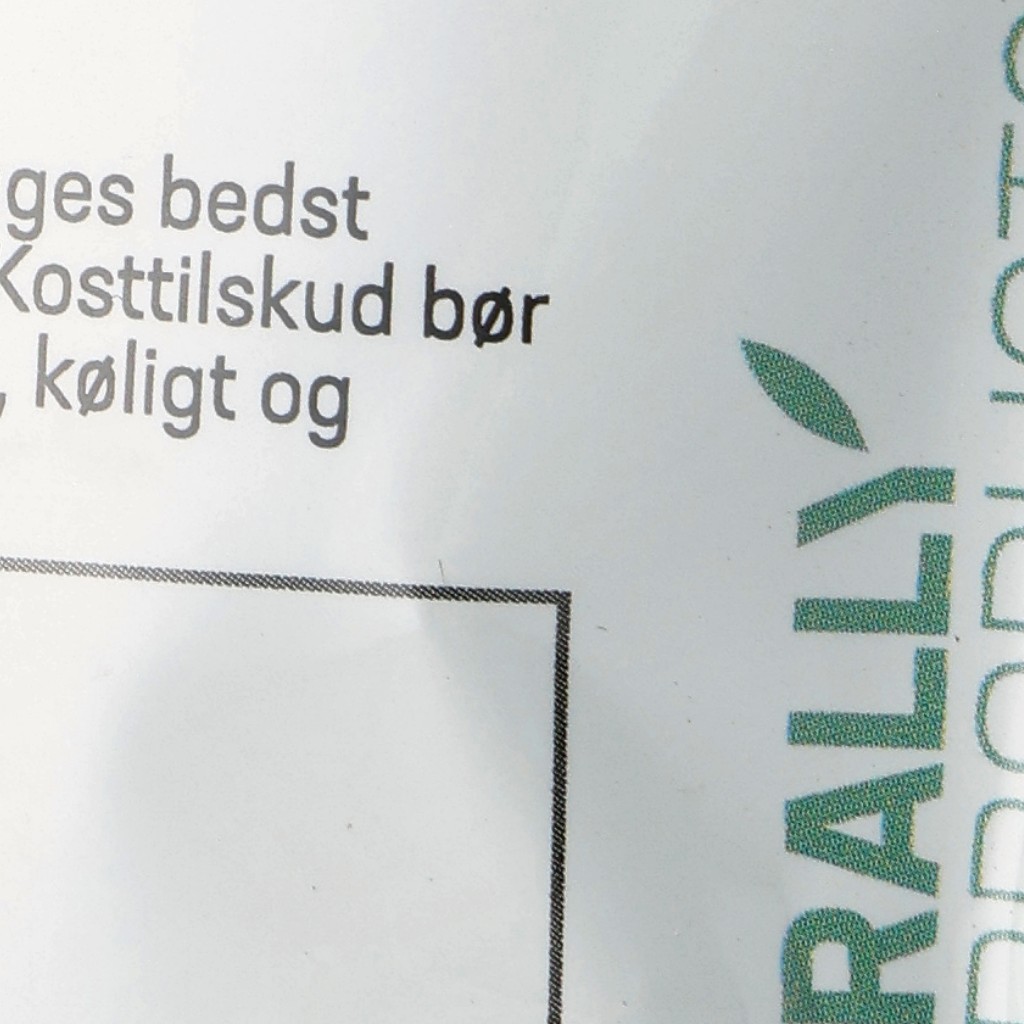 ges bedst
Kosttilskud bør
, køligt og
RALLY